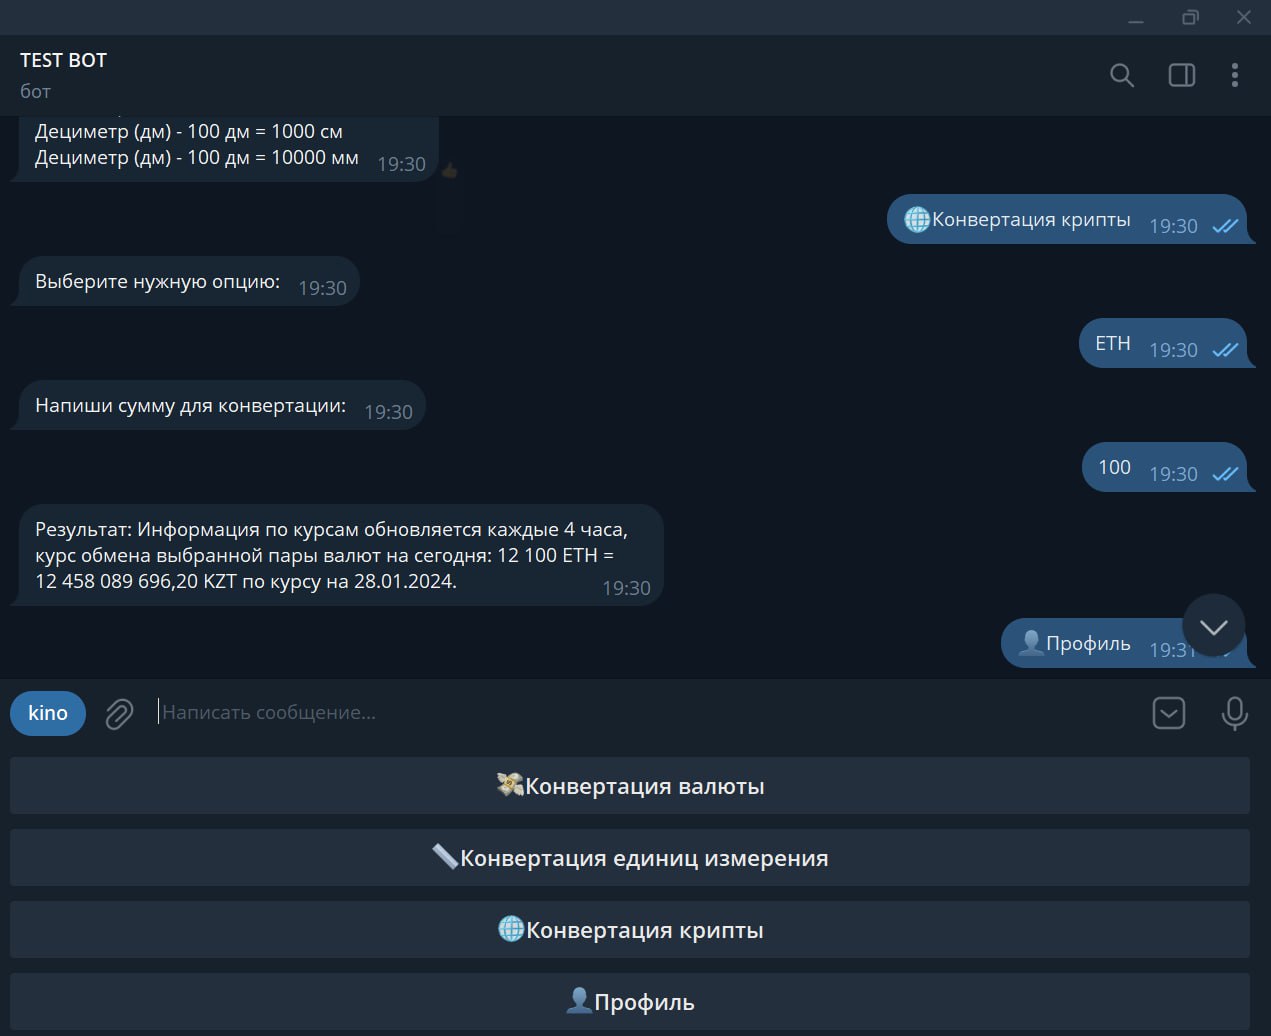 TEST BOT
бот
Дециметр (дм) - 100 дм = 1000 см
Дециметр (дм) - 100 дм = 10000 мм 19:30
Конвертация крипты 19:30
Выберите нужную опцию: 19:30
ETH 19:30
Напиши сумму для конвертации: 19:30
100 19:30
Результат: Информация по курсам обновляется каждые 4 часа,
курс обмена выбранной пары валют на сегодня: 12 100 ETH =
12 458 089 696,20 KZT по курсу на 28.01.2024. 19:30
Профиль 19:31
kino Написать сообщение...
Конвертация валюты
Конвертация единиц измерения
Конвертация крипты
Профиль